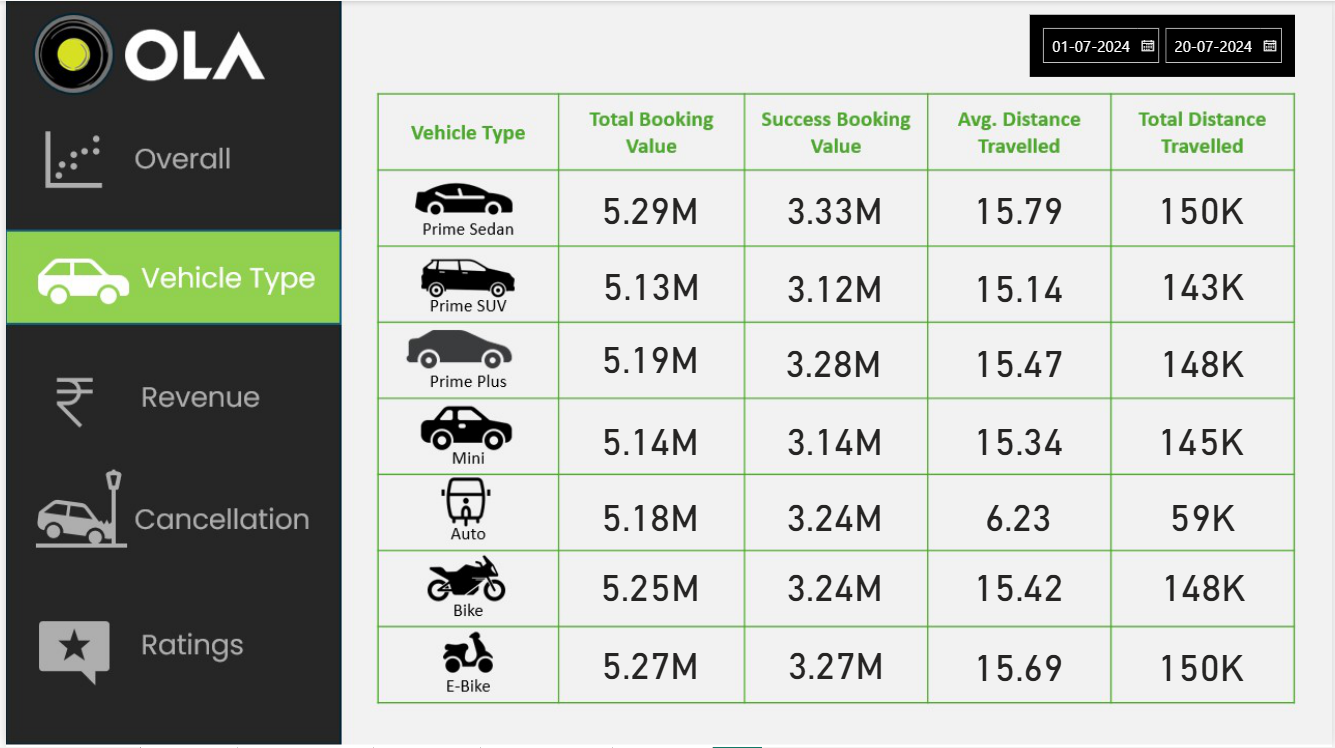 OLA
01-07-2024 20-07-2024
Overall
Vehicle Type
Revenue
Cancellation
Ratings
Vehicle Type Total Booking Value Success Booking Value Avg. Distance Travelled Total Distance Travelled
Prime Sedan 5.29M 3.33M 15.79 150K
Prime SUV 5.13M 3.12M 15.14 143K
Prime Plus 5.19M 3.28M 15.47 148K
Mini 5.14M 3.14M 15.34 145K
Auto 5.18M 3.24M 6.23 59K
Bike 5.25M 3.24M 15.42 148K
E-Bike 5.27M 3.27M 15.69 150K